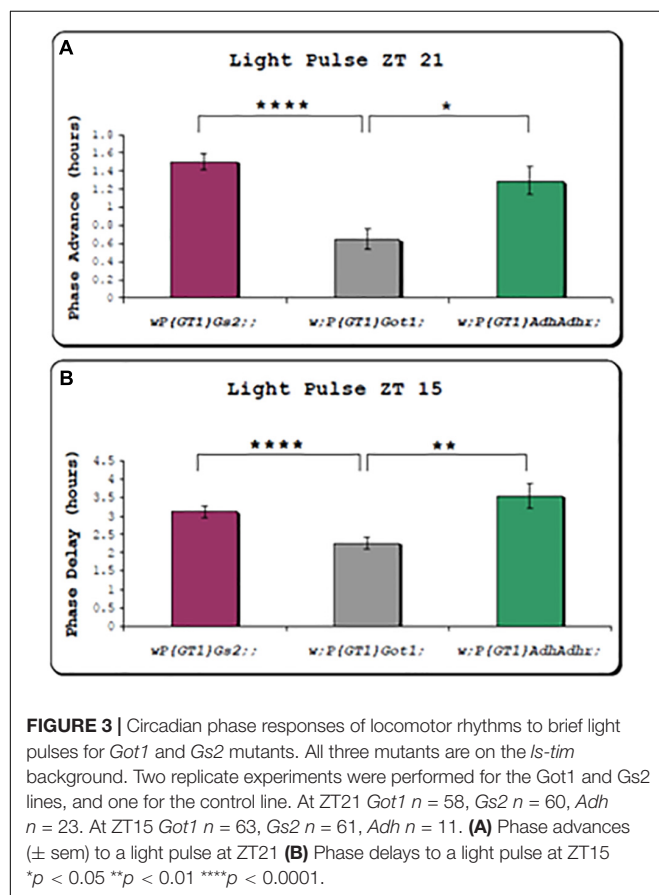 A
Light Pulse ZT 21
★★★★ ★
Phase Advance (hours)
1.8
1.6
1.4
1.2
1
0.8
0.6
0.4
0.2
0
wP{GT1}Gs2;; w;P{GT1}Got1; w;P{GT1}AdhAdhr;
B
Light Pulse ZT 15
★★★★ ★★
Phase Delay (hours)
4.5
4
3.5
3
2.5
2
1.5
1
0.5
0
wP{GT1}Gs2;; w;P{GT1}Got1; w;P{GT1}AdhAdhr;
FIGURE 3 | Circadian phase responses of locomotor rhythms to brief light
pulses for Got1 and Gs2 mutants. All three mutants are on the ls-tim
background. Two replicate experiments were performed for the Got1 and Gs2
lines, and one for the control line. At ZT21 Got1 n = 58, Gs2 n = 60, Adh
n = 23. At ZT15 Got1 n = 63, Gs2 n = 61, Adh n = 11. (A) Phase advances
(± sem) to a light pulse at ZT21 (B) Phase delays to a light pulse at ZT15
*p < 0.05 **p < 0.01 ****p < 0.0001.